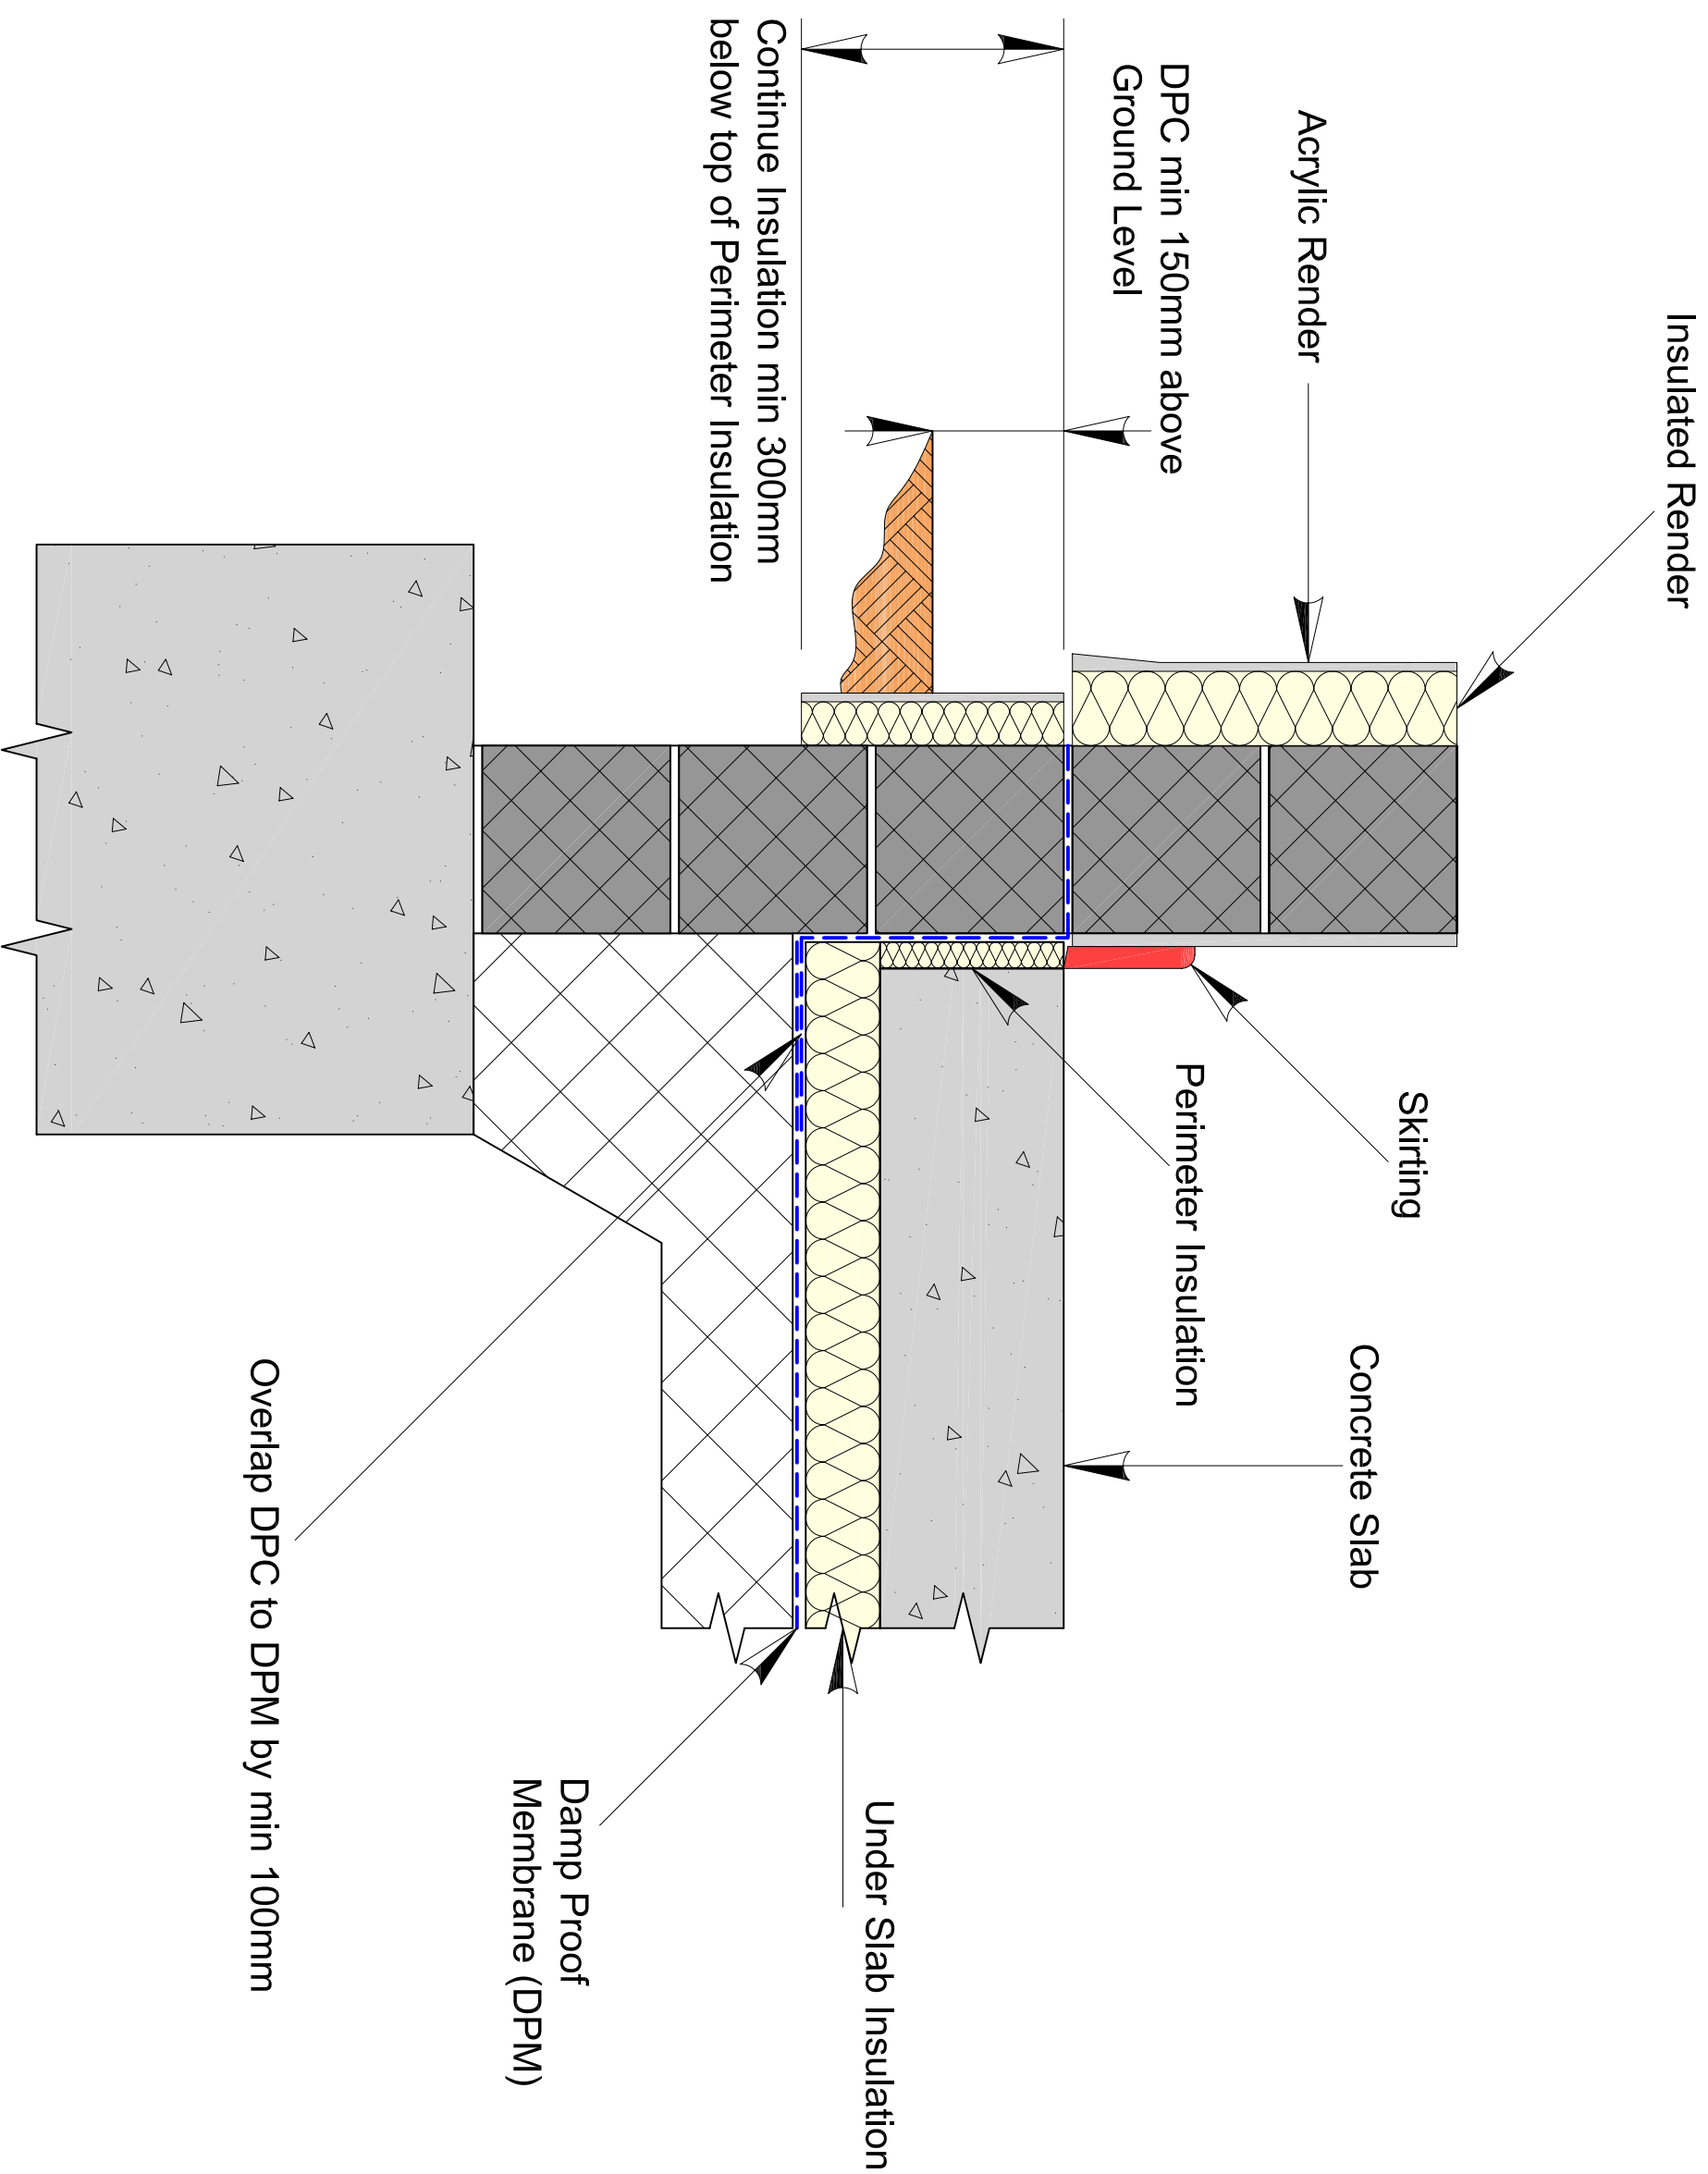 Insulated Render
Acrylic Render
DPC min 150mm above
Ground Level
Continue Insulation min 300mm
below top of Perimeter Insulation
Skirting
Concrete Slab
Perimeter Insulation
Under Slab Insulation
Damp Proof
Membrane (DPM)
Overlap DPC to DPM by min 100mm